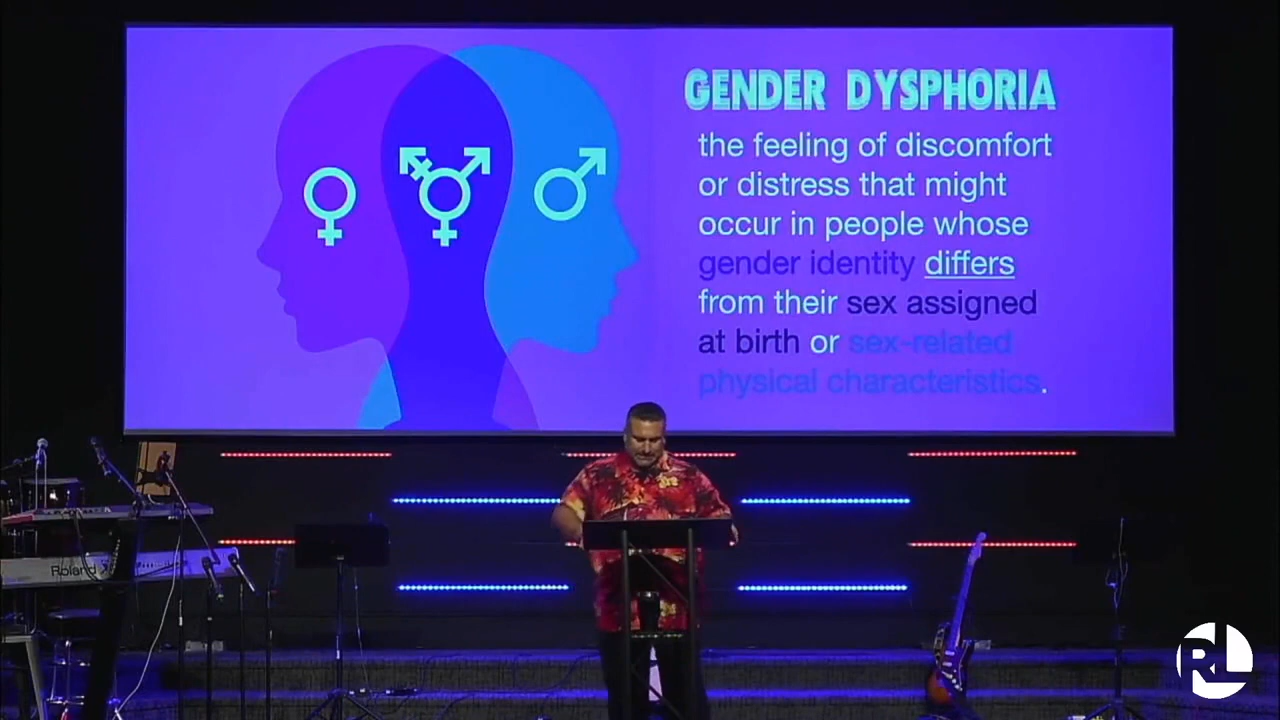 GENDER DYSPHORIA
the feeling of discomfort
or distress that might
occur in people whose
gender identity differs
from their sex assigned
at birth or sex-related
physical characteristics.
Roland
RL